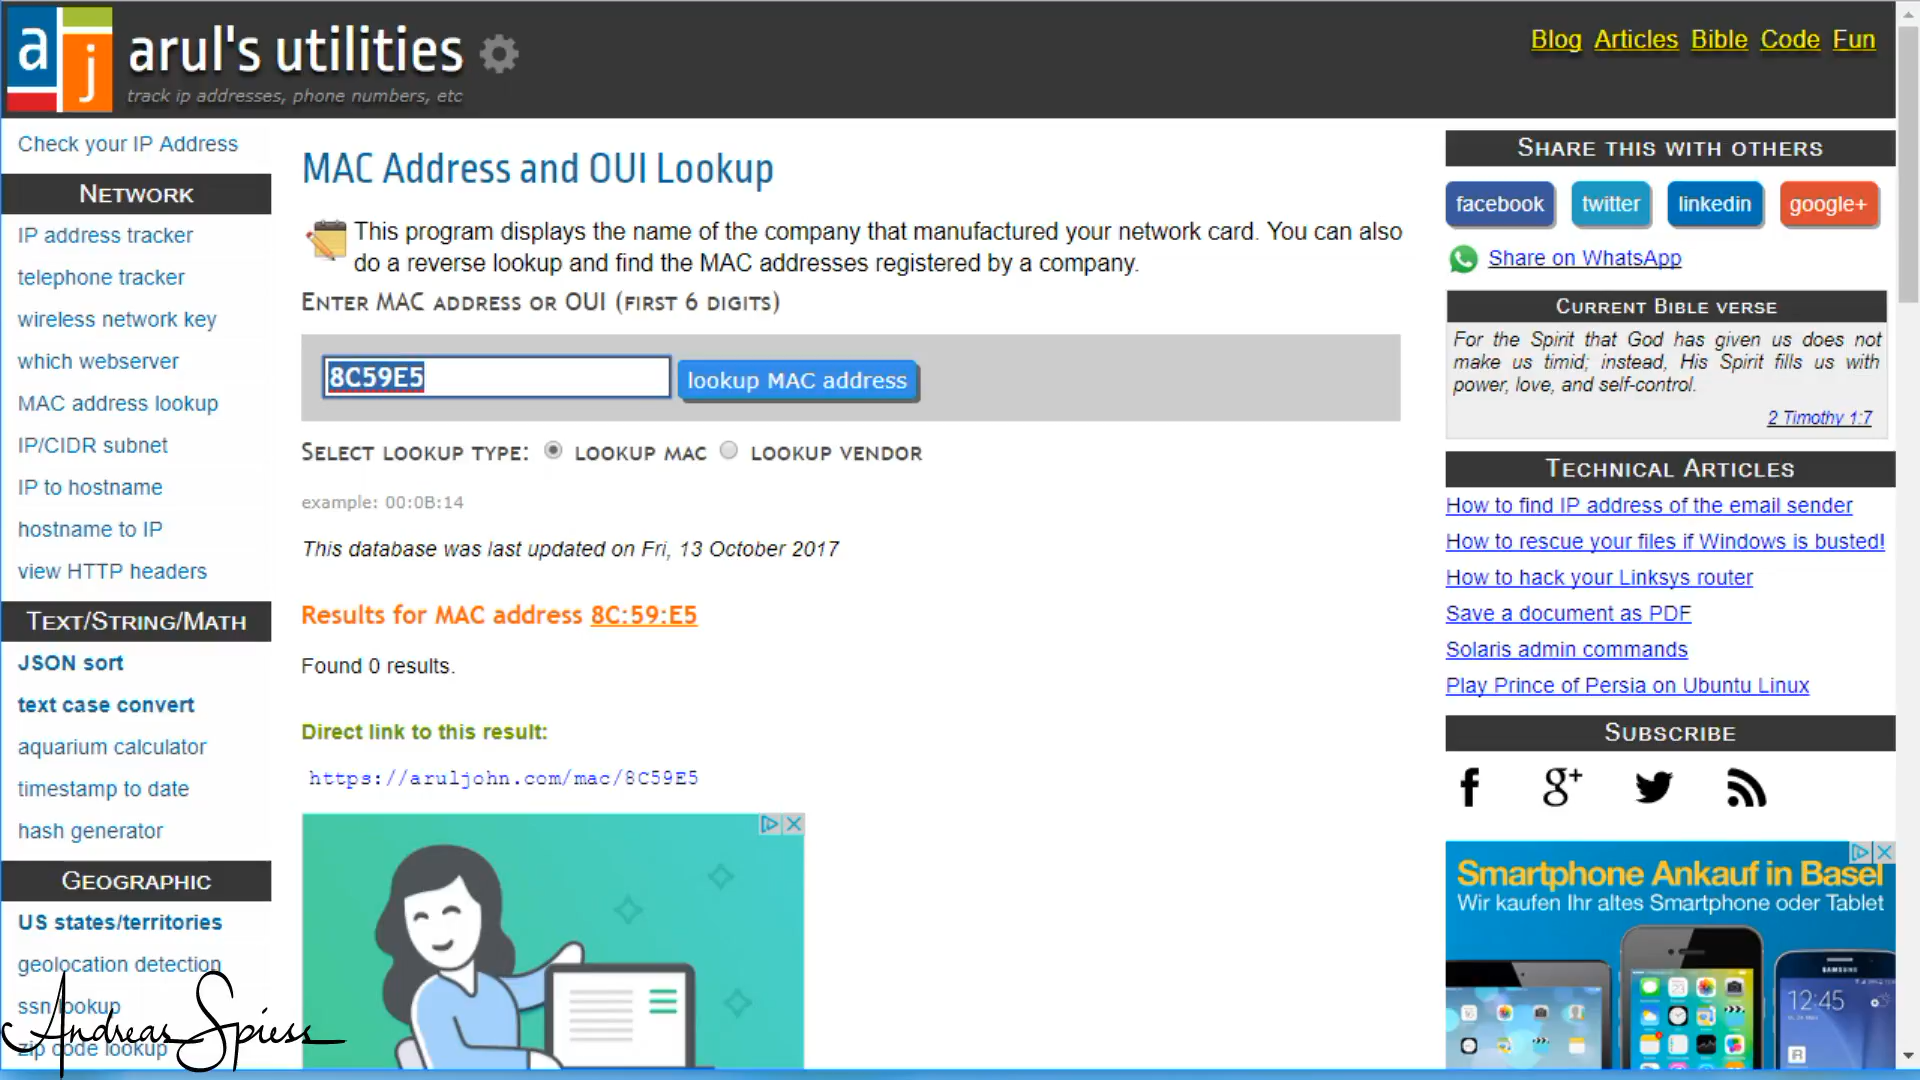 a
j
arul's utilities
track ip addresses, phone numbers, etc
Blog Articles Bible Code Fun
Check your IP Address
NETWORK
IP address tracker
telephone tracker
wireless network key
which webserver
MAC address lookup
IP/CIDR subnet
IP to hostname
hostname to IP
view HTTP headers
TEXT/STRING/MATH
JSON sort
text case convert
aquarium calculator
timestamp to date
hash generator
GEOGRAPHIC
US states/territories
geolocation detection
ssn lookup
zip code lookup
Andreas Spiess
MAC Address and OUI Lookup
This program displays the name of the company that manufactured your network card. You can also
do a reverse lookup and find the MAC addresses registered by a company.
ENTER MAC ADDRESS OR OUI (FIRST 6 DIGITS)
8C59E5
lookup MAC address
SELECT LOOKUP TYPE: LOOKUP MAC LOOKUP VENDOR
example: 00:0B:14
This database was last updated on Fri, 13 October 2017
Results for MAC address 8C:59:E5
Found 0 results.
Direct link to this result:
https://aruljohn.com/mac/8C59E5
SHARE THIS WITH OTHERS
facebook twitter linkedin google+
Share on WhatsApp
CURRENT BIBLE VERSE
For the Spirit that God has given us does not
make us timid; instead, His Spirit fills us with
power, love, and self-control.
2 Timothy 1:7
TECHNICAL ARTICLES
How to find IP address of the email sender
How to rescue your files if Windows is busted!
How to hack your Linksys router
Save a document as PDF
Solaris admin commands
Play Prince of Persia on Ubuntu Linux
SUBSCRIBE
f g+
Smartphone Ankauf in Basel
Wir kaufen Ihr altes Smartphone oder Tablet
SAMSUNG
12:45